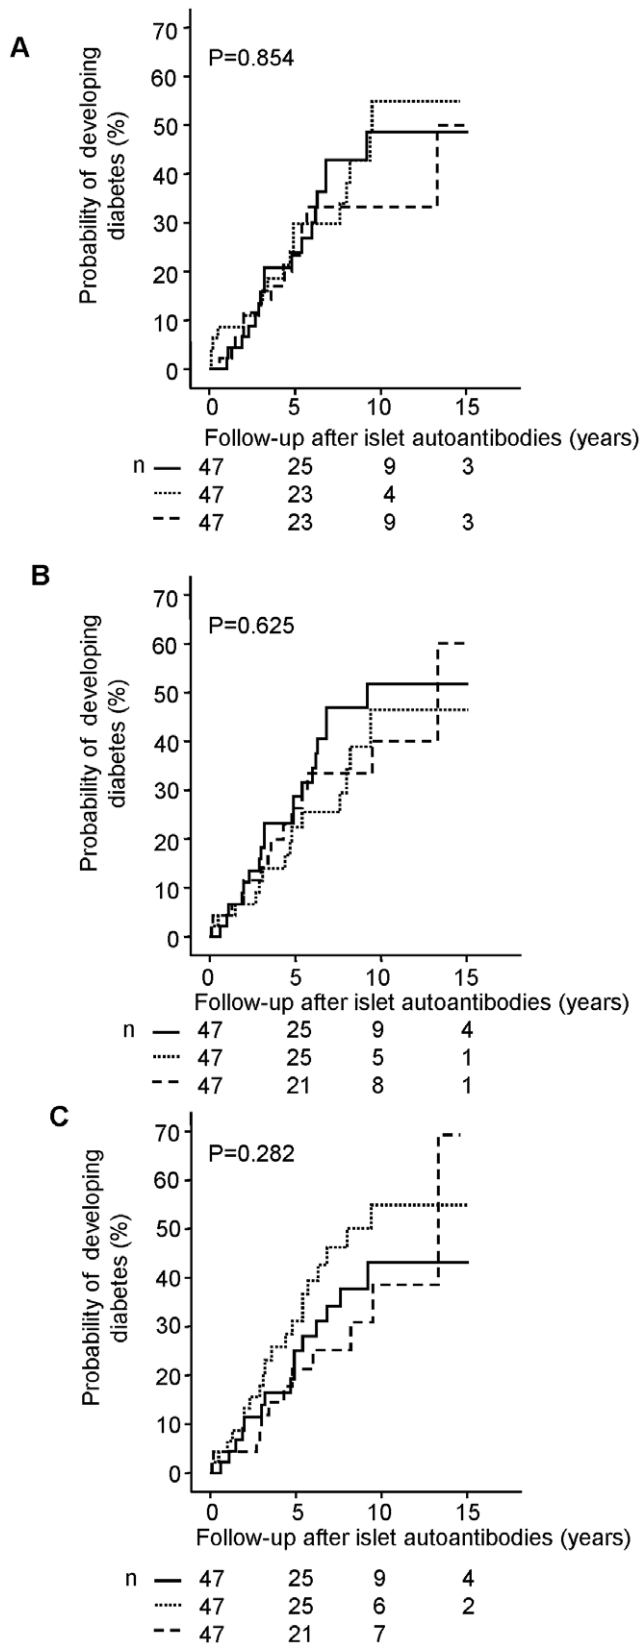 A
P=0.854
Probability of developing
diabetes (%)
70
60
50
40
30
20
10
0
0 5 10 15
Follow-up after islet autoantibodies (years)
n 47 25 9 3
47 23 4
47 23 9 3
B
P=0.625
Probability of developing
diabetes (%)
70
60
50
40
30
20
10
0
0 5 10 15
Follow-up after islet autoantibodies (years)
n 47 25 9 4
47 25 5 1
47 21 8 1
C
P=0.282
Probability of developing
diabetes (%)
70
60
50
40
30
20
10
0
0 5 10 15
Follow-up after islet autoantibodies (years)
n 47 25 9 4
47 25 6 2
47 21 7